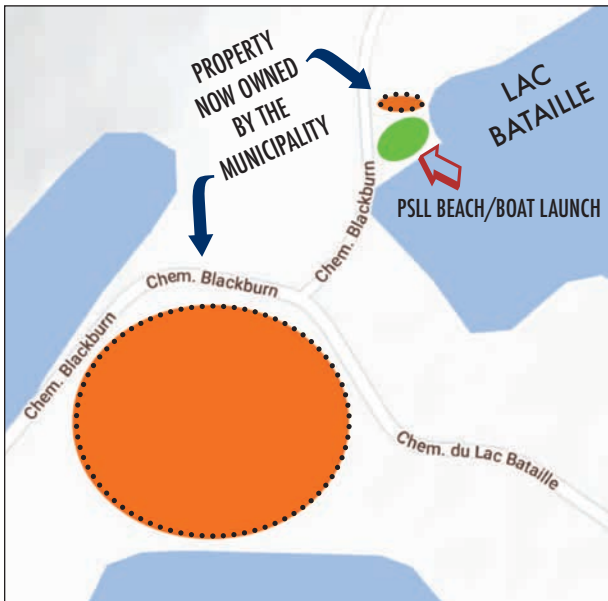 PROPERTY
NOW OWNED
BY THE
MUNICIPALITY
LAC
BATAILLE
PSLL BEACH/BOAT LAUNCH
Chem. Blackburn
Chem. Blackburn
Chem. Blackburn
Chem. du Lac Bataille